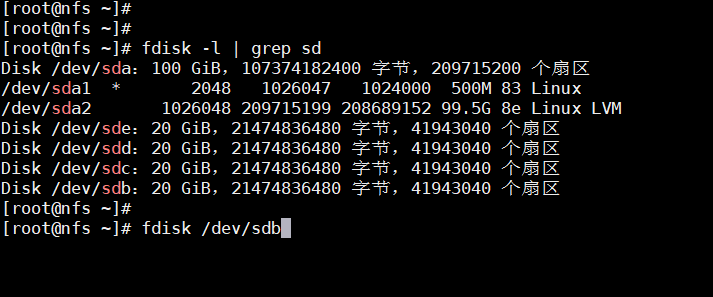 [root@nfs ~]#
[root@nfs ~]#
[root@nfs ~]# fdisk -l | grep sd
Disk /dev/sda：100 GiB，107374182400 字节，209715200 个扇区
/dev/sda1  *       2048   1026047   1024000  500M 83 Linux
/dev/sda2       1026048 209715199 208689152 99.5G 8e Linux LVM
Disk /dev/sde：20 GiB，21474836480 字节，41943040 个扇区
Disk /dev/sdd：20 GiB，21474836480 字节，41943040 个扇区
Disk /dev/sdc：20 GiB，21474836480 字节，41943040 个扇区
Disk /dev/sdb：20 GiB，21474836480 字节，41943040 个扇区
[root@nfs ~]#
[root@nfs ~]# fdisk /dev/sdb